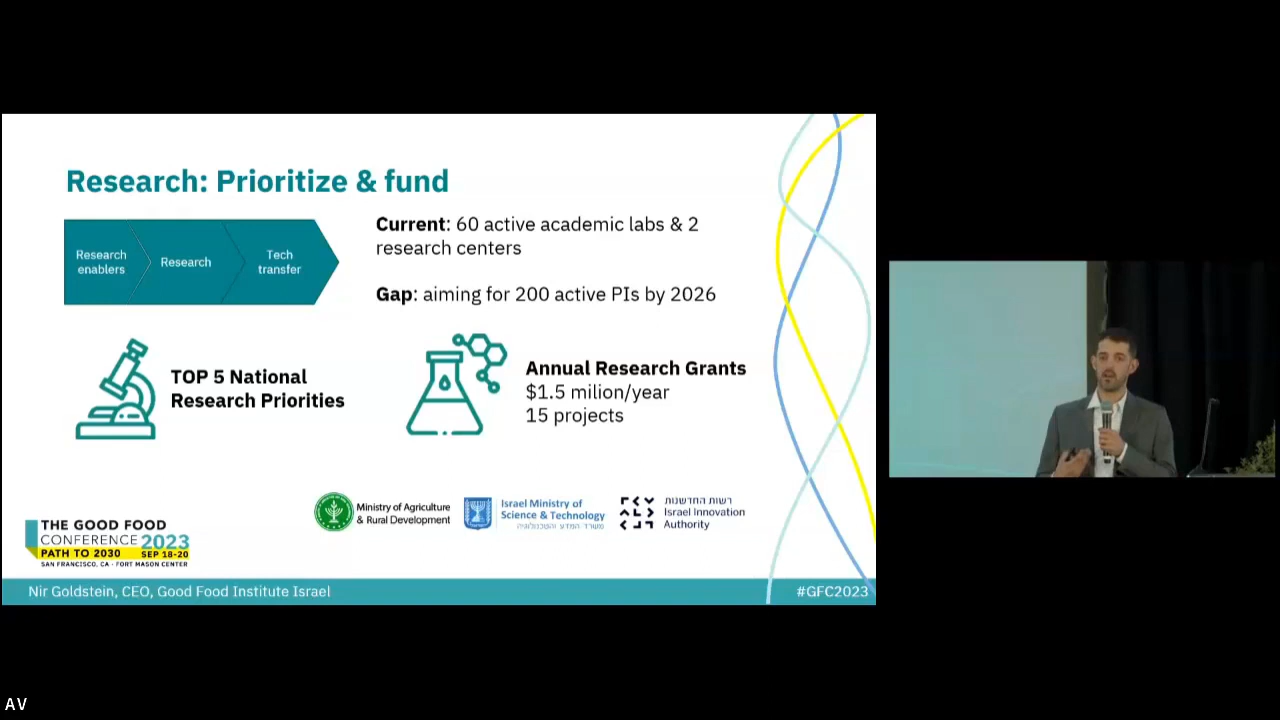 Research: Prioritize & fund
Research
enablers
Research
Tech
transfer
Current: 60 active academic labs & 2
research centers
Gap: aiming for 200 active PIs by 2026
TOP 5 National
Research Priorities
Annual Research Grants
$1.5 milion/year
15 projects
Ministry of Agriculture
& Rural Development
Israel Ministry of
Science & Technology
משרד המדע והטכנולוגיה
רשות החדשנות
Israel Innovation
Authority
THE GOOD FOOD
CONFERENCE 2023
PATH TO 2030 SEP 18-20
SAN FRANCISCO, CA · FORT MASON CENTER
Nir Goldstein, CEO, Good Food Institute Israel
#GFC2023
AV